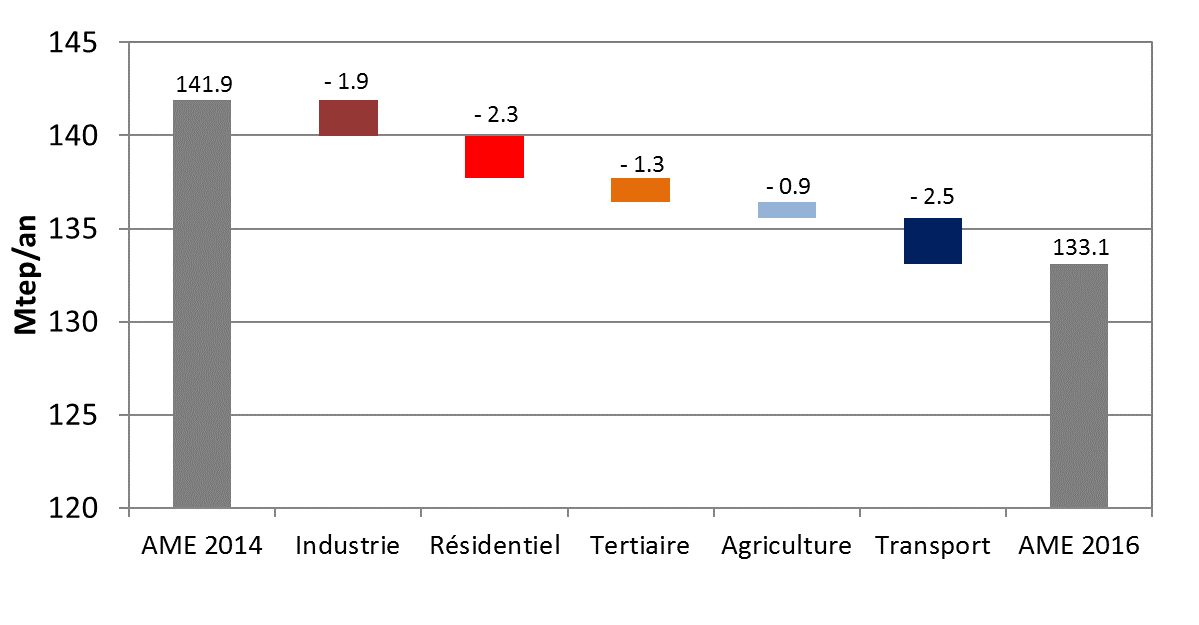 145
140
135
130
125
120
Mtep/an
141.9
- 1.9
- 2.3
- 1.3
- 0.9
- 2.5
133.1
AME 2014
Industrie
Résidentiel
Tertiaire
Agriculture
Transport
AME 2016